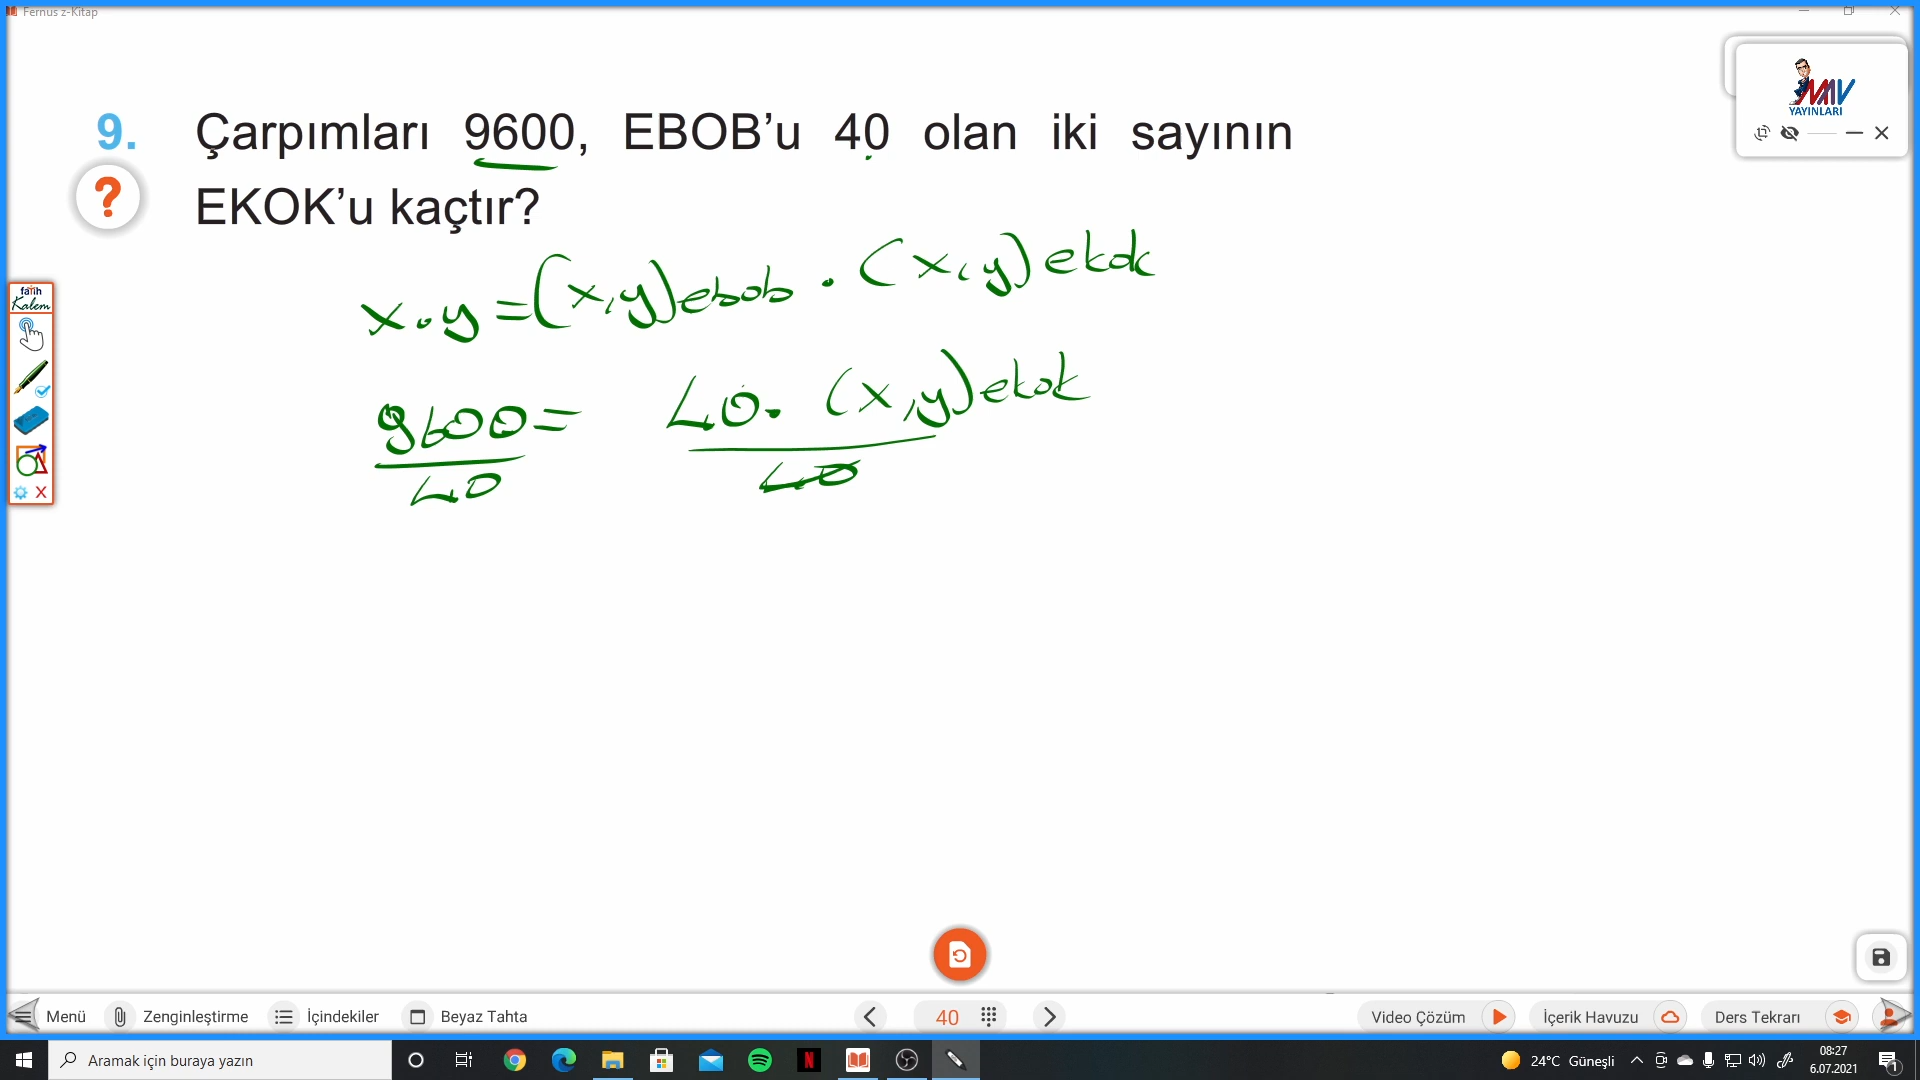 Fernus z-Kitap
MMV
YAYINLARI
9. Çarpımları 9600, EBOB’u 40 olan iki sayının
EKOK’u kaçtır?
?
x.y = (x,y)ebob . (x,y)ekok
9600 = 40. (x,y)ekok
40 40
fatih
Kalem
Menü
Zenginleştirme
İçindekiler
Beyaz Tahta
40
Video Çözüm
İçerik Havuzu
Ders Tekrarı
Aramak için buraya yazın
N
24°C Güneşli
08:27
6.07.2021
1